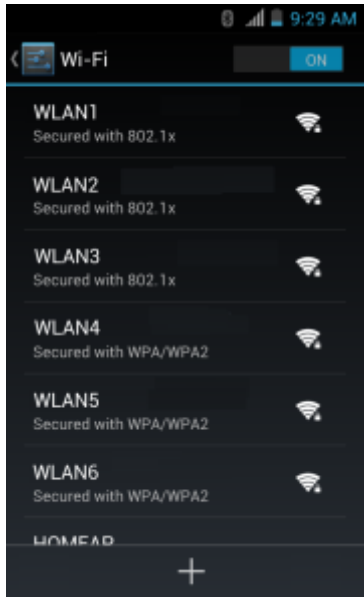 9:29 AM
Wi-Fi
ON
WLAN1
Secured with 802.1x
WLAN2
Secured with 802.1x
WLAN3
Secured with 802.1x
WLAN4
Secured with WPA/WPA2
WLAN5
Secured with WPA/WPA2
WLAN6
Secured with WPA/WPA2
HOMEAP